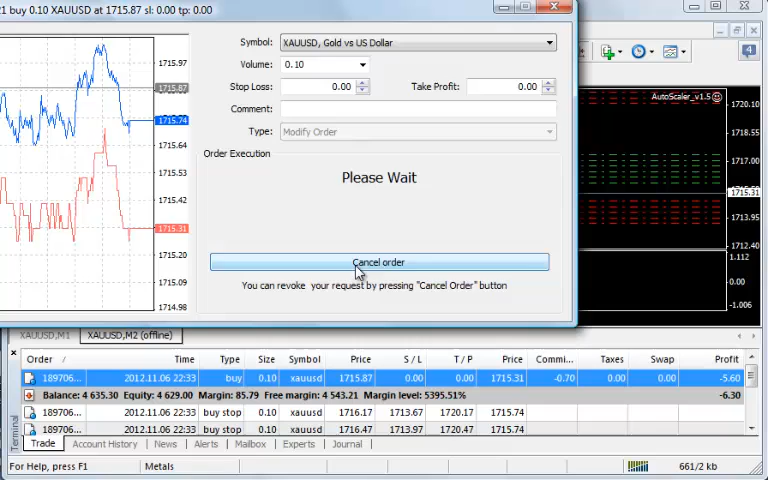 21 buy 0.10 XAUUSD at 1715.87 sl: 0.00 tp: 0.00
Symbol: XAUUSD, Gold vs US Dollar
Volume: 0.10
Stop Loss: 0.00 Take Profit: 0.00
Comment:
Type: Modify Order
Order Execution
Please Wait
Cancel order
You can revoke your request by pressing "Cancel Order" button
1715.97
1715.87
1715.74
1715.64
1715.53
1715.42
1715.31
1715.20
1715.09
1714.98
4
AutoScaler_v1.5
1720.10
1718.55
1717.00
1715.31
1713.95
1712.40
1.112
0.00
-1.006
XAUUSD,M1 XAUUSD,M2 (offline)
Order / Time Type Size Symbol Price S / L T / P Price Commi... Taxes Swap Profit
189706... 2012.11.06 22:33 buy 0.10 xauusd 1715.87 0.00 0.00 1715.31 -0.70 0.00 0.00 -5.60
Balance: 4 635.30 Equity: 4 629.00 Margin: 85.79 Free margin: 4 543.21 Margin level: 5395.51% -6.30
189706... 2012.11.06 22:33 buy stop 0.10 xauusd 1716.17 1713.67 1720.17 1715.74
189706... 2012.11.06 22:33 buy stop 0.10 xauusd 1716.47 1713.97 1720.47 1715.74
Terminal
Trade Account History News Alerts Mailbox Experts Journal
For Help, press F1 Metals 661/2 kb